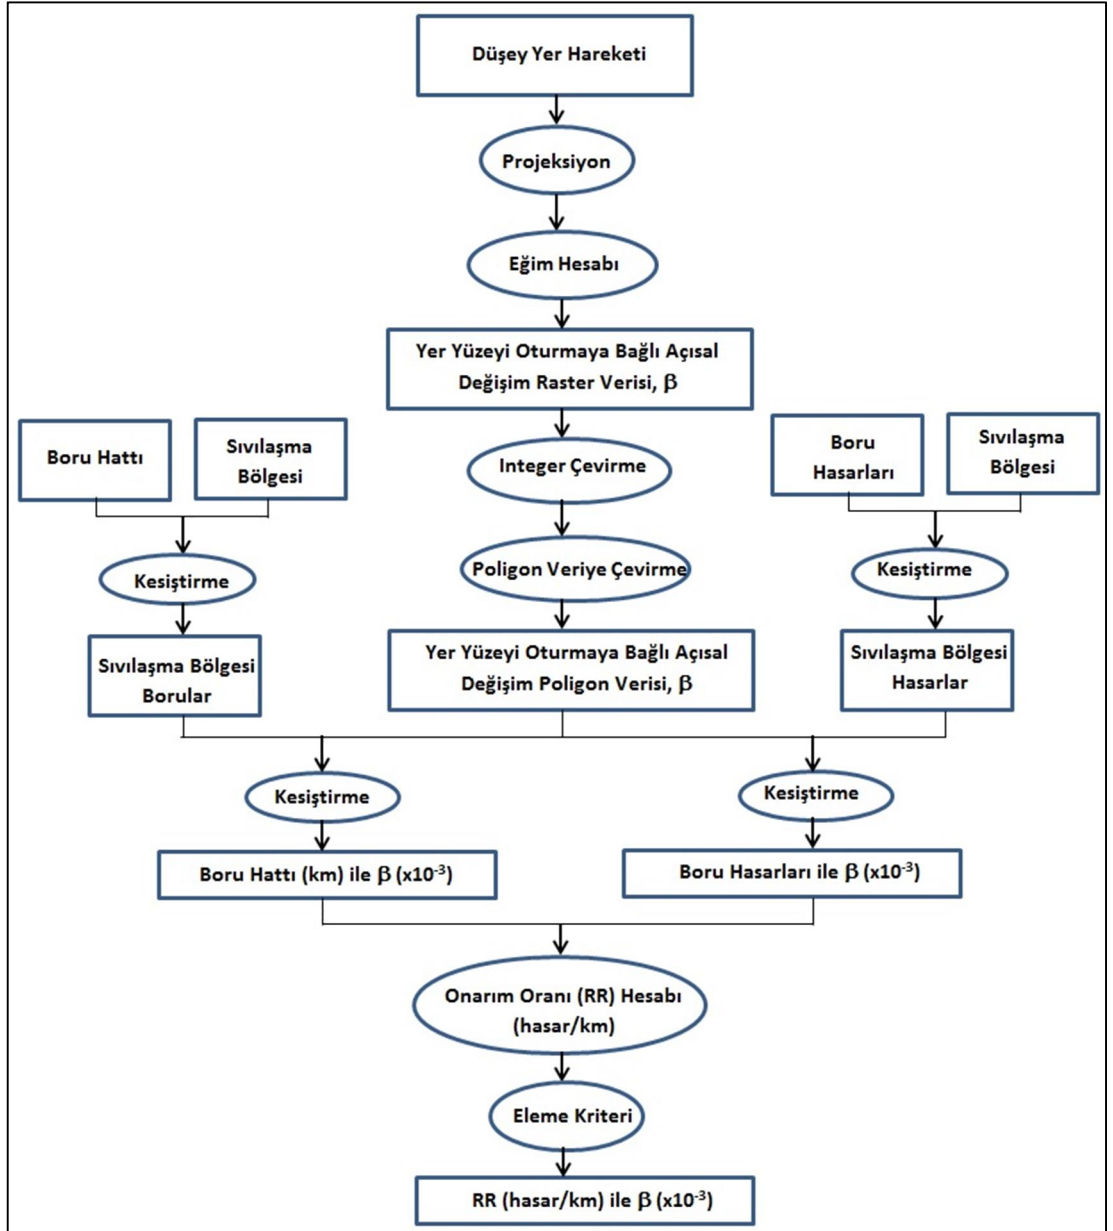 Düşey Yer Hareketi
Projeksiyon
Eğim Hesabı
Yer Yüzeyi Oturmaya Bağlı Açısal
Değişim Raster Verisi, β
Boru Hattı
Sıvılaşma
Bölgesi
Integer Çevirme
Boru
Hasarları
Sıvılaşma
Bölgesi
Kesiştirme
Poligon Veriye Çevirme
Kesiştirme
Sıvılaşma Bölgesi
Borular
Yer Yüzeyi Oturmaya Bağlı Açısal
Değişim Poligon Verisi, β
Sıvılaşma Bölgesi
Hasarlar
Kesiştirme
Kesiştirme
Boru Hattı (km) ile β (x10⁻³)
Boru Hasarları ile β (x10⁻³)
Onarım Oranı (RR) Hesabı
(hasar/km)
Eleme Kriteri
RR (hasar/km) ile β (x10⁻³)